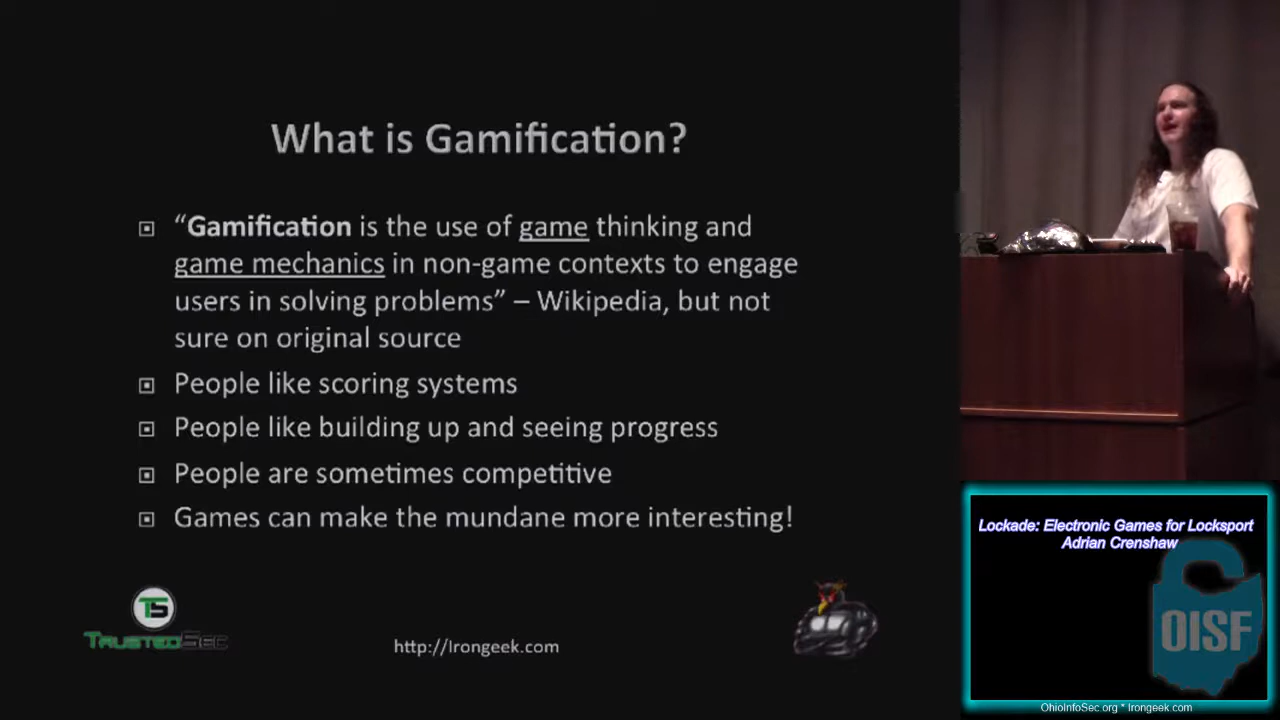 What is Gamification?
“Gamification is the use of game thinking and
game mechanics in non-game contexts to engage
users in solving problems” – Wikipedia, but not
sure on original source
People like scoring systems
People like building up and seeing progress
People are sometimes competitive
Games can make the mundane more interesting!
TS
TRUSTEDSEC
http://Irongeek.com
Lockade: Electronic Games for Locksport
Adrian Crenshaw
OISF
OhioInfoSec.org * Irongeek.com